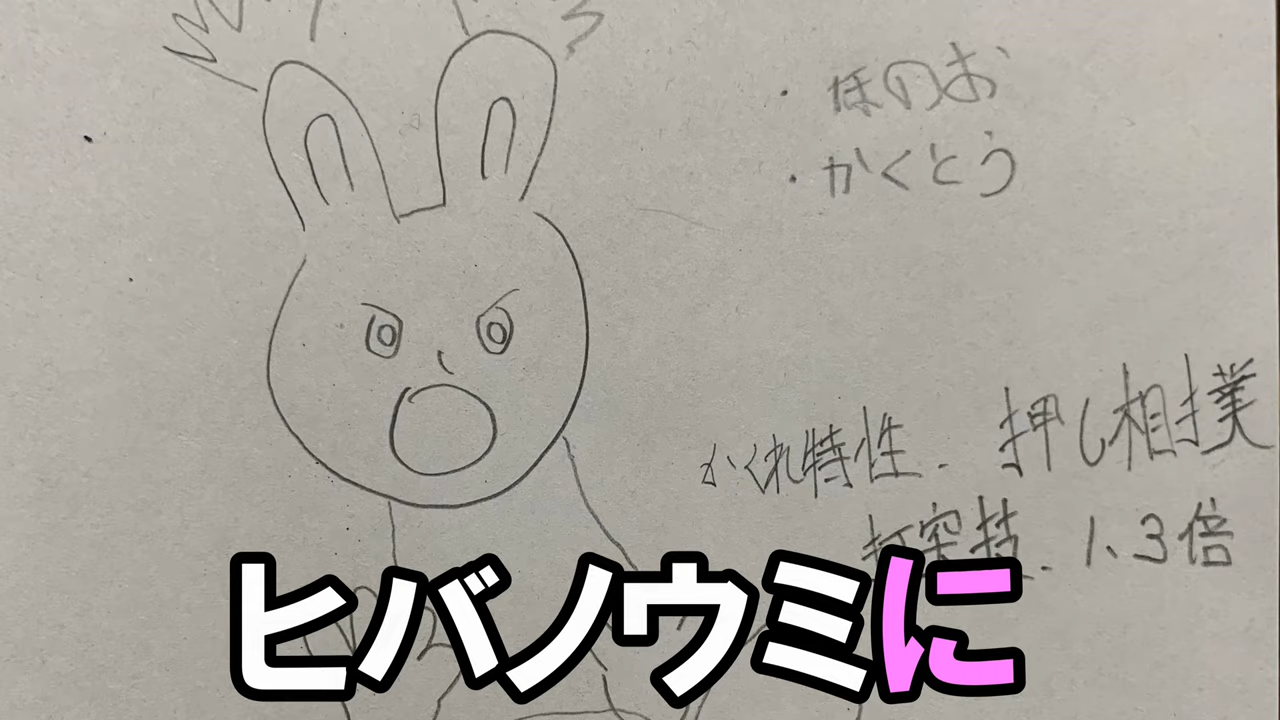 ・ほのお
・かくとう
かくれ特性. 押し相撲
打突技. 1.3倍
ヒバノウミに